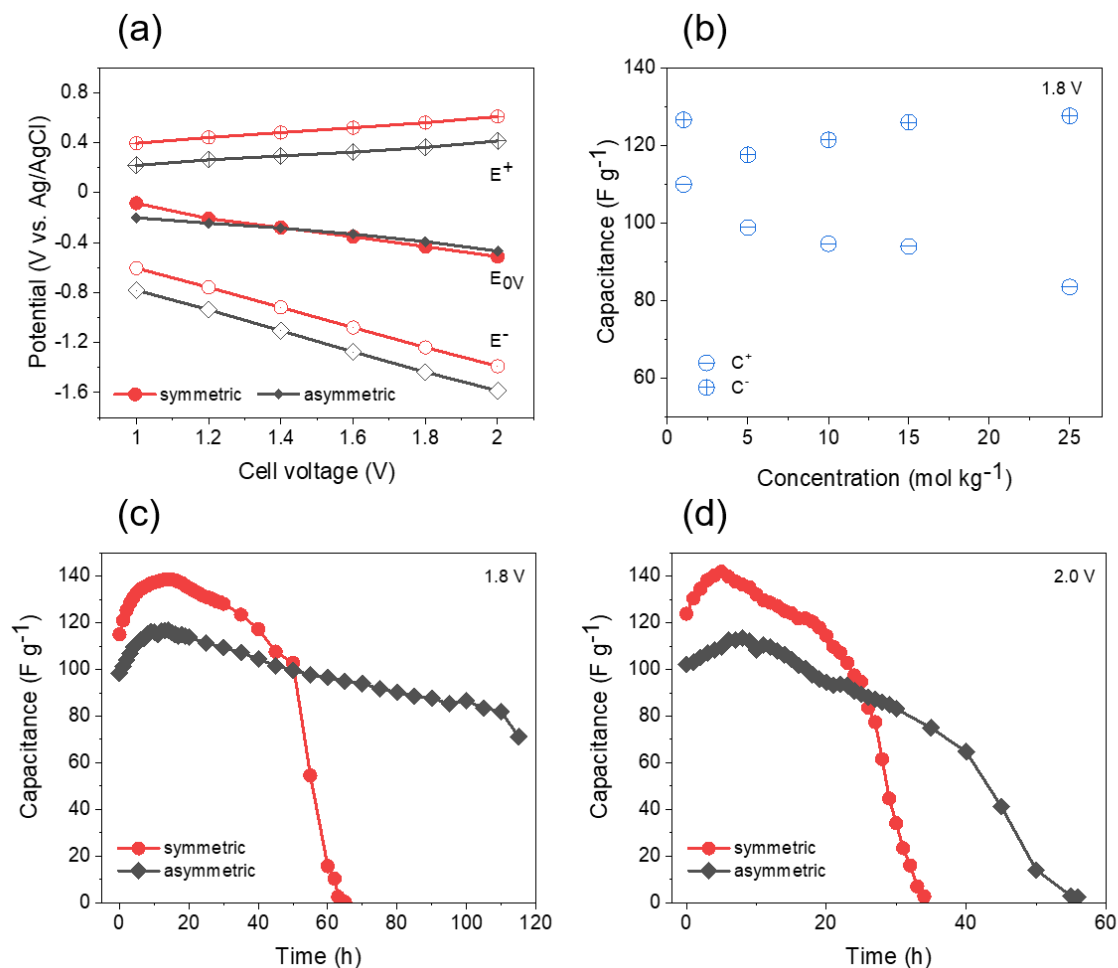 (a)
0.8
0.4
0
-0.4
-0.8
-1.2
-1.6
Potential (V vs. Ag/AgCl)
E⁺
E₀ᵥ
E⁻
symmetric
asymmetric
1 1.2 1.4 1.6 1.8 2
Cell voltage (V)
(b)
140
120
100
80
60
Capacitance (F g⁻¹)
1.8 V
C⁺
C⁻
0 5 10 15 20 25
Concentration (mol kg⁻¹)
(c)
140
120
100
80
60
40
20
0
Capacitance (F g⁻¹)
1.8 V
symmetric
asymmetric
0 20 40 60 80 100 120
Time (h)
(d)
140
120
100
80
60
40
20
0
Capacitance (F g⁻¹)
2.0 V
symmetric
asymmetric
0 20 40 60
Time (h)